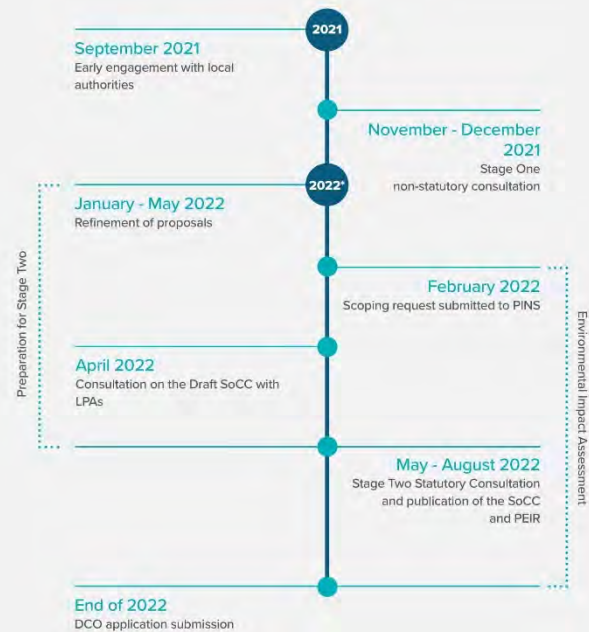 2021
September 2021
Early engagement with local
authorities
November - December
2021
Stage One
non-statutory consultation
2022*
January - May 2022
Refinement of proposals
Preparation for Stage Two
February 2022
Scoping request submitted to PINS
Environmental Impact Assessment
April 2022
Consultation on the Draft SoCC with
LPAs
May - August 2022
Stage Two Statutory Consultation
and publication of the SoCC
and PEIR
End of 2022
DCO application submission